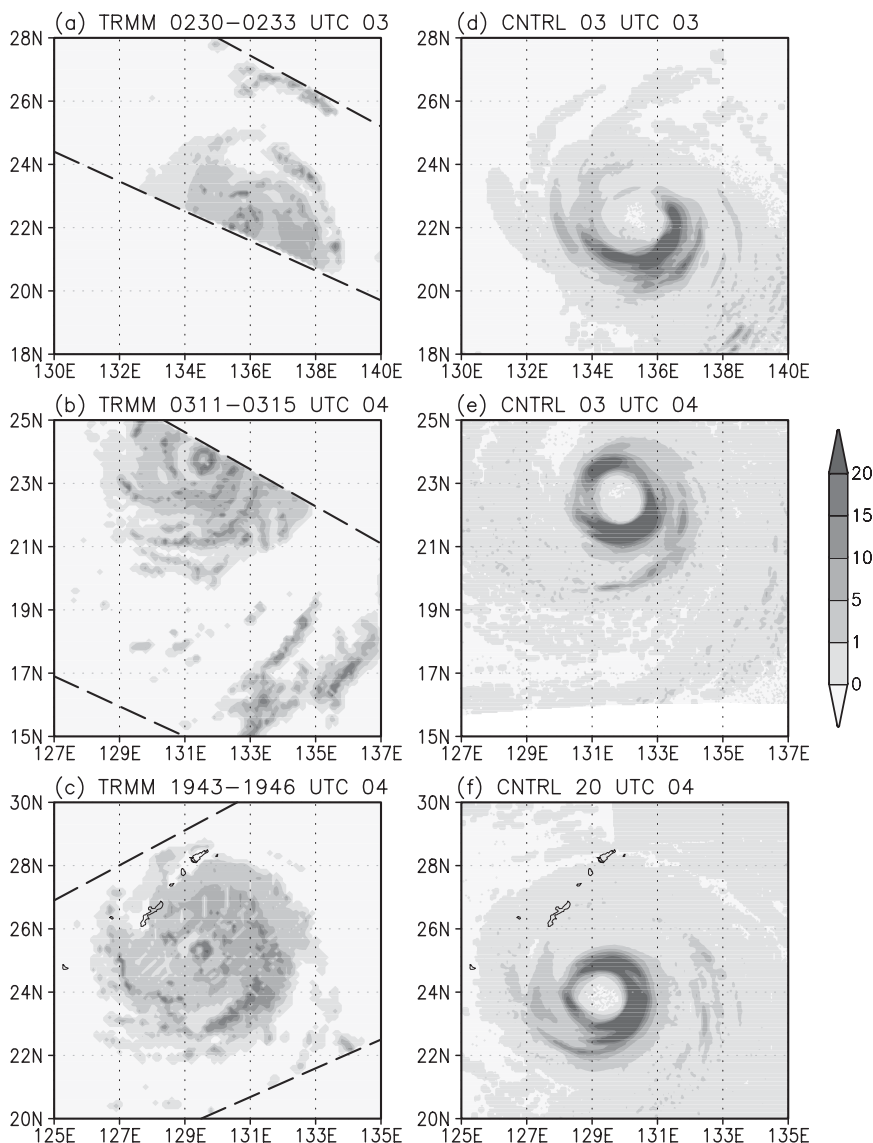 (a) TRMM 0230−0233 UTC 03
28N
26N
24N
22N
20N
18N
130E 132E 134E 136E 138E 140E
(d) CNTRL 03 UTC 03
28N
26N
24N
22N
20N
18N
130E 132E 134E 136E 138E 140E
(b) TRMM 0311−0315 UTC 04
25N
23N
21N
19N
17N
15N
127E 129E 131E 133E 135E 137E
(e) CNTRL 03 UTC 04
25N
23N
21N
19N
17N
15N
127E 129E 131E 133E 135E 137E
20
15
10
5
1
0
(c) TRMM 1943−1946 UTC 04
30N
28N
26N
24N
22N
20N
125E 127E 129E 131E 133E 135E
(f) CNTRL 20 UTC 04
30N
28N
26N
24N
22N
20N
125E 127E 129E 131E 133E 135E